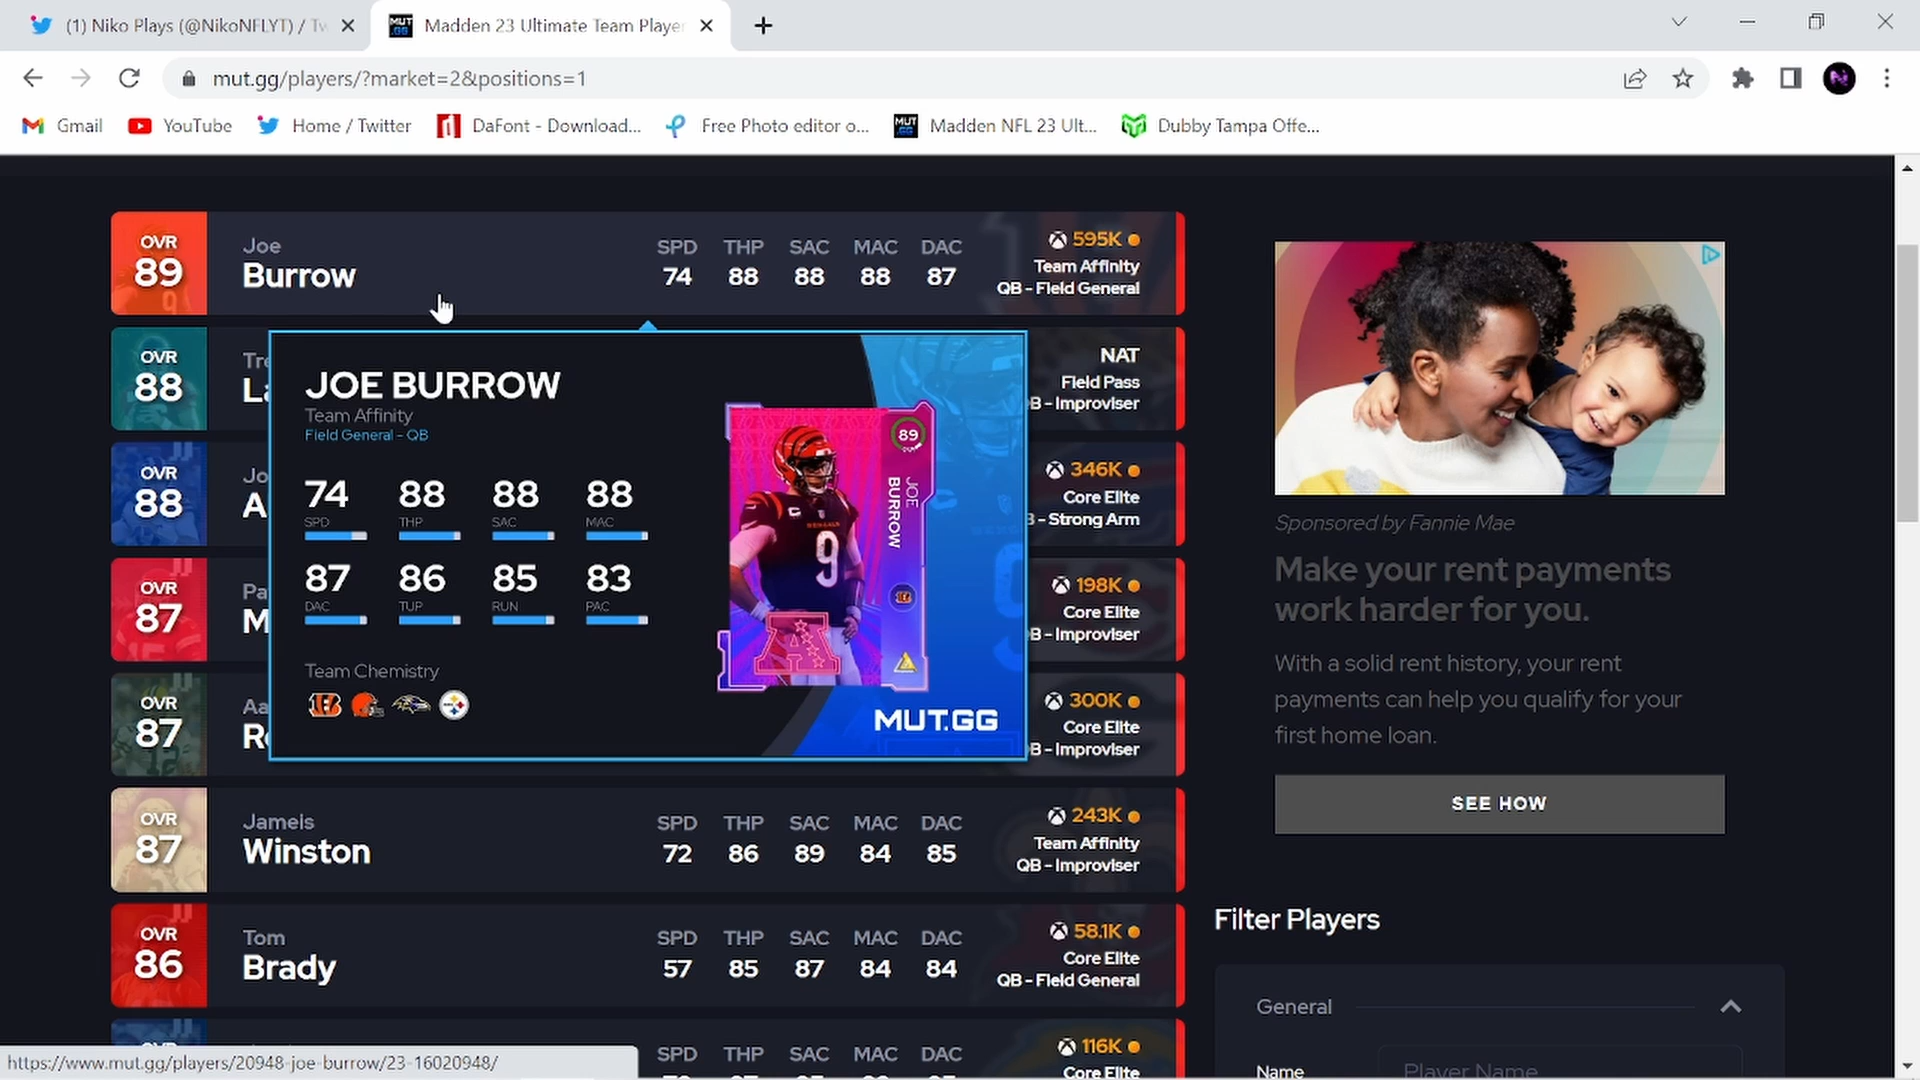 (1) Niko Plays (@NikoNFLYT) / Tw
Madden 23 Ultimate Team Player
mut.gg/players/?market=2&positions=1
Gmail
YouTube
Home / Twitter
DaFont - Download...
Free Photo editor o...
Madden NFL 23 Ult...
Dubby Tampa Offe...
OVR
89
Joe
Burrow
SPD THP SAC MAC DAC
74 88 88 88 87
595K
Team Affinity
QB - Field General
OVR
88
Tre
La
NAT
Field Pass
B - Improviser
OVR
88
Jo
A
346K
Core Elite
B - Strong Arm
OVR
87
Pa
M
198K
Core Elite
B - Improviser
OVR
87
Aa
Ro
300K
Core Elite
B - Improviser
JOE BURROW
Team Affinity
Field General - QB
74 88 88 88
SPD THP SAC MAC
87 86 85 83
DAC TUP RUN PAC
Team Chemistry
89
JOE
BURROW
BENGALS
9
MUT.GG
OVR
87
Jameis
Winston
SPD THP SAC MAC DAC
72 86 89 84 85
243K
Team Affinity
QB - Improviser
OVR
86
Tom
Brady
SPD THP SAC MAC DAC
57 85 87 84 84
58.1K
Core Elite
QB - Field General
OVR
SPD THP SAC MAC DAC
116K
Core Elite
https://www.mut.gg/players/20948-joe-burrow/23-16020948/
Sponsored by Fannie Mae
Make your rent payments
work harder for you.
With a solid rent history, your rent
payments can help you qualify for your
first home loan.
SEE HOW
Filter Players
General
Name
Player Name